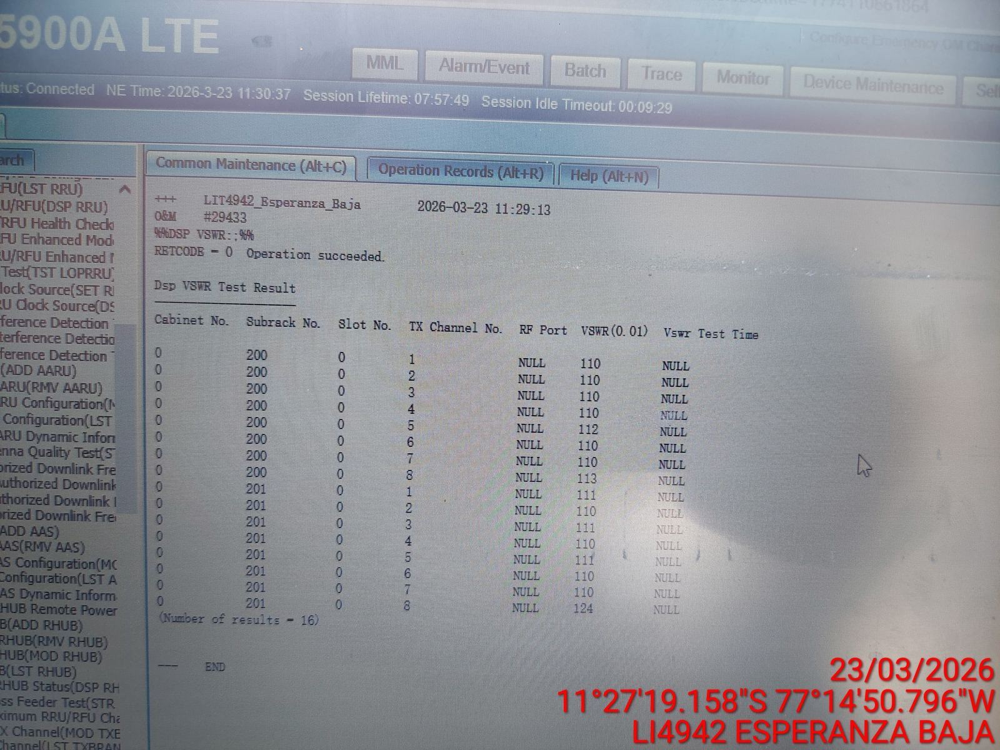 5900A LTE
MML Alarm/Event Batch Trace Monitor Device Maintenance
Configure Emergency OM
tus: Connected NE Time: 2026-3-23 11:30:37 Session Lifetime: 07:57:49 Session Idle Timeout: 00:09:29
arch
Common Maintenance (Alt+C) Operation Records (Alt+R) Help (Alt+N)
FU(LST RRU)
U/RFU(DSP RRU)
RFU Health Check
FU Enhanced Mod
U/RFU Enhanced
Test(TST LOPRRU
lock Source(SET R
U Clock Source(DS
ference Detection
terference Detectio
ference Detection
(ADD AARU)
ARU(RMV AARU)
RU Configuration(
Configuration(LST
ARU Dynamic Inforn
enna Quality Test(S
orized Downlink Fre
uthorized Downlink
thorized Downlink
orized Downlink Fre
ADD AAS)
AAS(RMV AAS)
AS Configuration(MC
Configuration(LST A
AS Dynamic Inform
HUB Remote Power
B(ADD RHUB)
RHUB(RMV RHUB)
HUB(MOD RHUB)
B(LST RHUB)
HUB Status(DSP RH
ss Feeder Test(STR
ximum RRU/RFU Cha
X Channel(MOD TXE
hannel(LST TXBRAN
+++ LIT4942_Esperanza_Baja 2026-03-23 11:29:13
O&M #29433
%%DSP VSWR:;%%
RETCODE = 0 Operation succeeded.
Dsp VSWR Test Result
Cabinet No. Subrack No. Slot No. TX Channel No. RF Port VSWR(0.01) Vswr Test Time
0 200 0 1 NULL 110 NULL
0 200 0 2 NULL 110 NULL
0 200 0 3 NULL 110 NULL
0 200 0 4 NULL 110 NULL
0 200 0 5 NULL 112 NULL
0 200 0 6 NULL 110 NULL
0 200 0 7 NULL 110 NULL
0 200 0 8 NULL 113 NULL
0 201 0 1 NULL 111 NULL
0 201 0 2 NULL 110 NULL
0 201 0 3 NULL 111 NULL
0 201 0 4 NULL 110 NULL
0 201 0 5 NULL 111 NULL
0 201 0 6 NULL 110 NULL
0 201 0 7 NULL 110 NULL
0 201 0 8 NULL 124 NULL
(Number of results = 16)
--- END
23/03/2026
11°27'19.158"S 77°14'50.796"W
LI4942 ESPERANZA BAJA